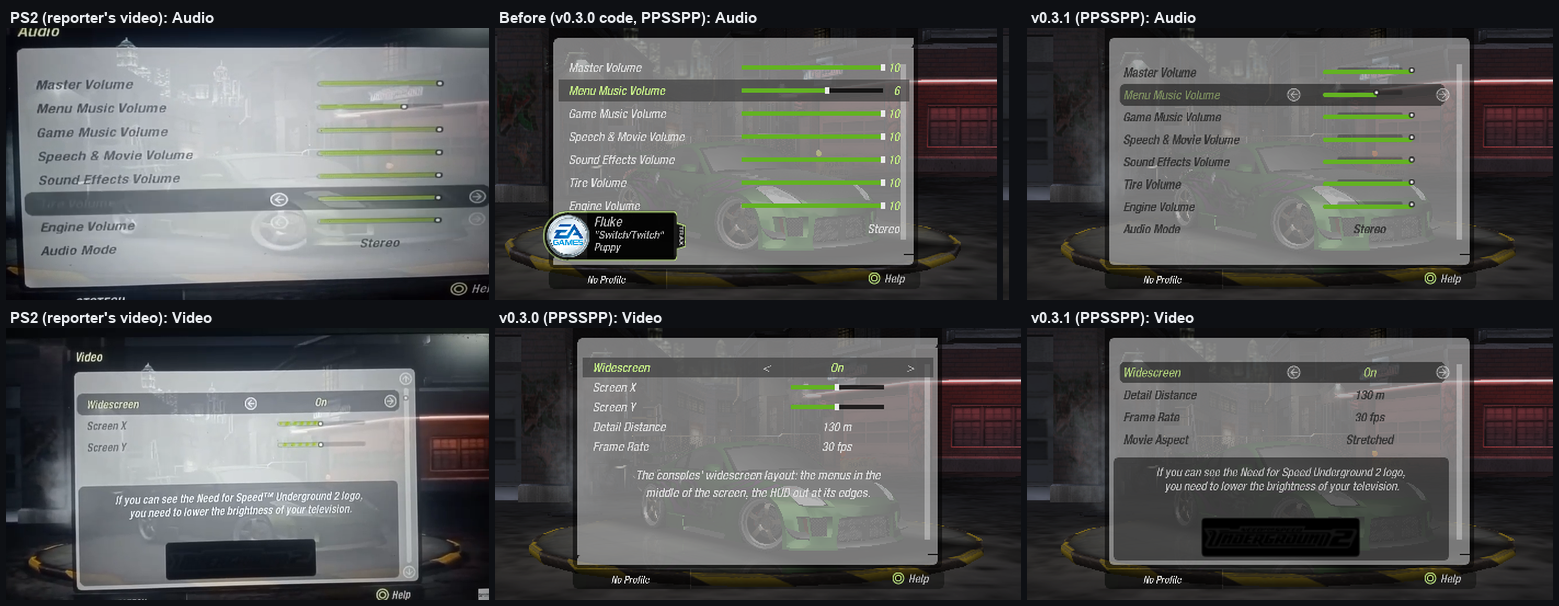 PS2 (reporter's video): Audio
Audio
Master Volume
Menu Music Volume
Game Music Volume
Speech & Movie Volume
Sound Effects Volume
Tire Volume
Engine Volume
Audio Mode Stereo
Before (v0.3.0 code, PPSSPP): Audio
Master Volume 10
Menu Music Volume 6
Game Music Volume 10
Speech & Movie Volume 10
Sound Effects Volume 10
Tire Volume 10
Engine Volume 10
Stereo
EA GAMES
Fluke
"Switch/Twitch"
Puppy
TRAX
No Profile Help
v0.3.1 (PPSSPP): Audio
Master Volume
Menu Music Volume
Game Music Volume
Speech & Movie Volume
Sound Effects Volume
Tire Volume
Engine Volume
Audio Mode Stereo
No Profile Help
PS2 (reporter's video): Video
Video
Widescreen On
Screen X
Screen Y
If you can see the Need for Speed™ Underground 2 logo,
you need to lower the brightness of your television.
Help
v0.3.0 (PPSSPP): Video
Widescreen < On >
Screen X
Screen Y
Detail Distance 130 m
Frame Rate 30 fps
The consoles' widescreen layout: the menus in the
middle of the screen, the HUD out at its edges.
No Profile Help
v0.3.1 (PPSSPP): Video
Widescreen On
Detail Distance 130 m
Frame Rate 30 fps
Movie Aspect Stretched
If you can see the Need for Speed Underground 2 logo,
you need to lower the brightness of your television.
UNDERGROUND 2
No Profile Help